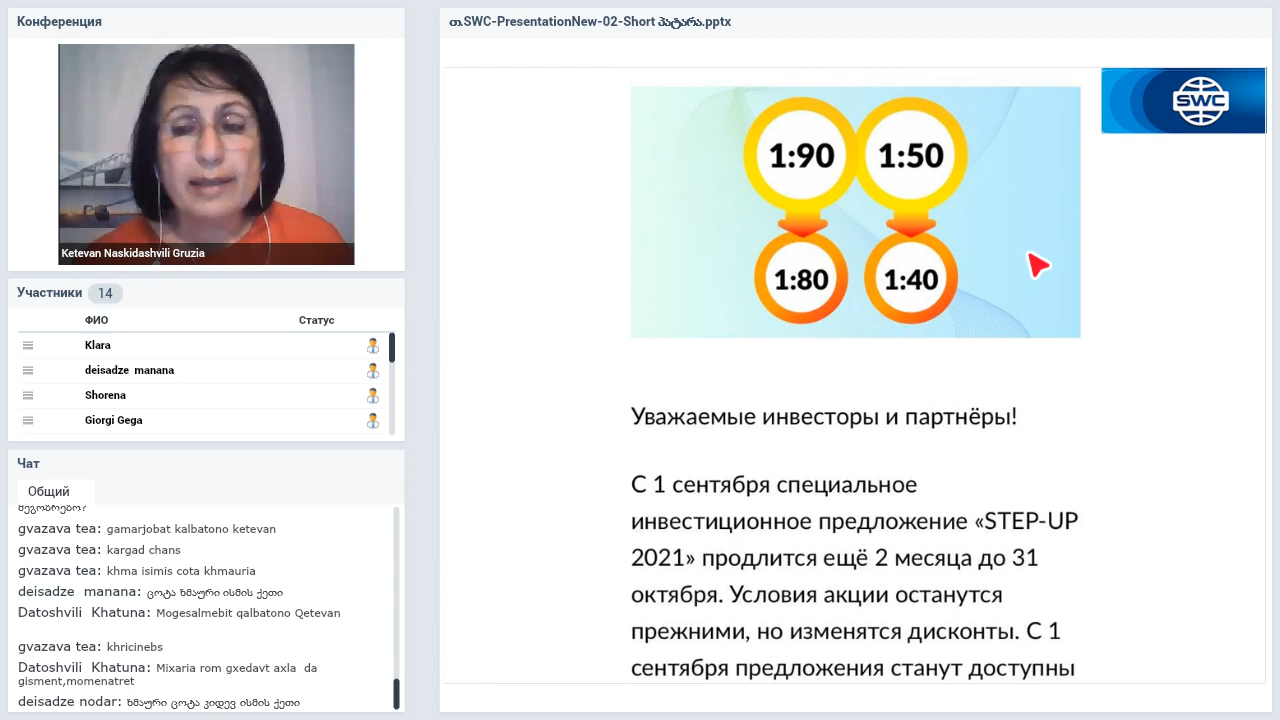 Конференция
Ketevan Naskidashvili Gruzia
Участники 14
ФИО Статус
Klara
deisadze manana
Shorena
Giorgi Gega
Чат
Общий
gvazava tea: gamarjobat kalbatono ketevan
gvazava tea: kargad chans
gvazava tea: khma isimis cota khmauria
deisadze manana: ცოტა ხმაური ისმის ქეთი
Datoshvili Khatuna: Mogesalmebit qalbatono Qetevan
gvazava tea: khricinebs
Datoshvili Khatuna: Mixaria rom gxedavt axla da
gisment,momenatret
deisadze nodar: ხმაური ცოტა კიდევ ისმის ქეთი
თ.SWC-PresentationNew-02-Short პატარა.pptx
SWC
1:90 1:50
1:80 1:40
Уважаемые инвесторы и партнёры!
С 1 сентября специальное
инвестиционное предложение «STEP-UP
2021» продлится ещё 2 месяца до 31
октября. Условия акции останутся
прежними, но изменятся дисконты. С 1
сентября предложения станут доступны